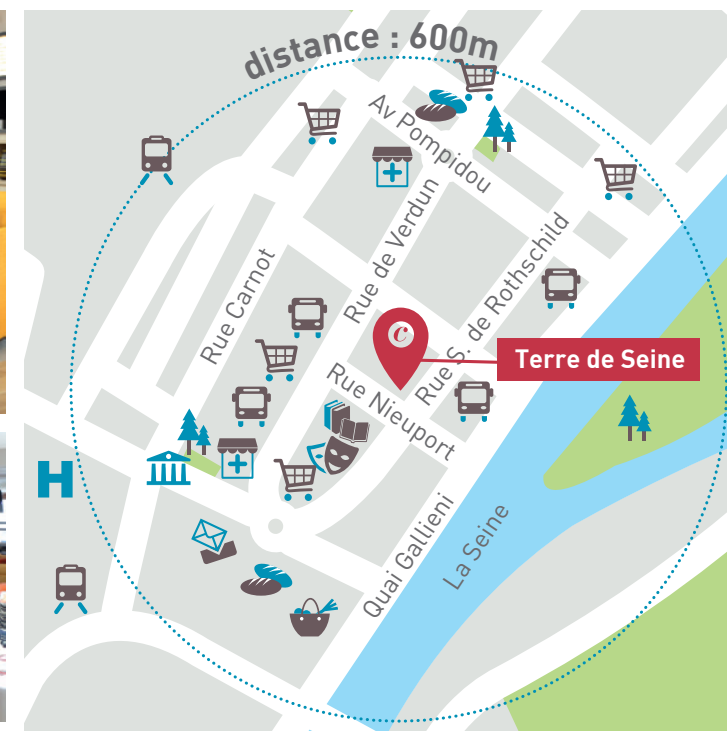 distance : 600m
Av Pompidou
Rue de Verdun
Rue Carnot
Rue S. de Rothschild
c
Terre de Seine
Rue Nieuport
H
Quai Gallieni
La Seine